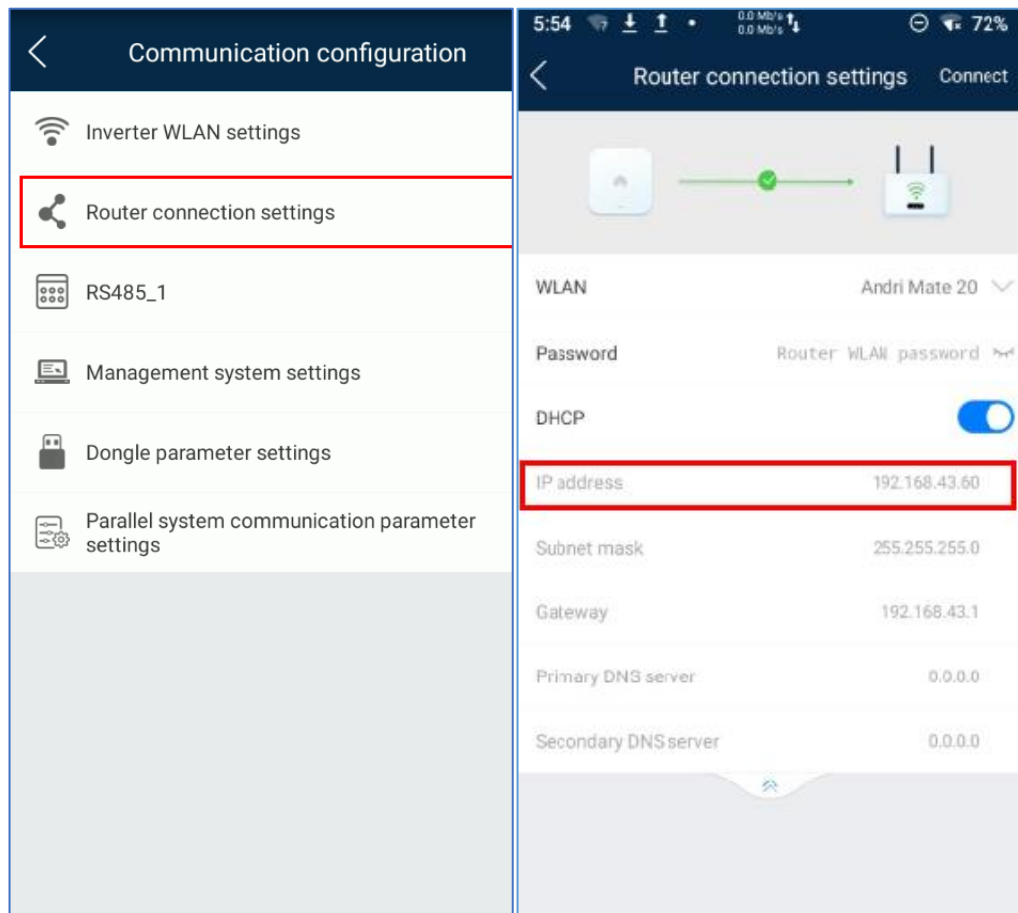 Communication configuration
Inverter WLAN settings
Router connection settings
RS485_1
Management system settings
Dongle parameter settings
Parallel system communication parameter
settings
5:54
0.0 Mb/s
0.0 Mb/s
72%
Router connection settings Connect
WLAN Andri Mate 20
Password Router WLAN password
DHCP
IP address 192.168.43.60
Subnet mask 255.255.255.0
Gateway 192.168.43.1
Primary DNS server 0.0.0.0
Secondary DNS server 0.0.0.0